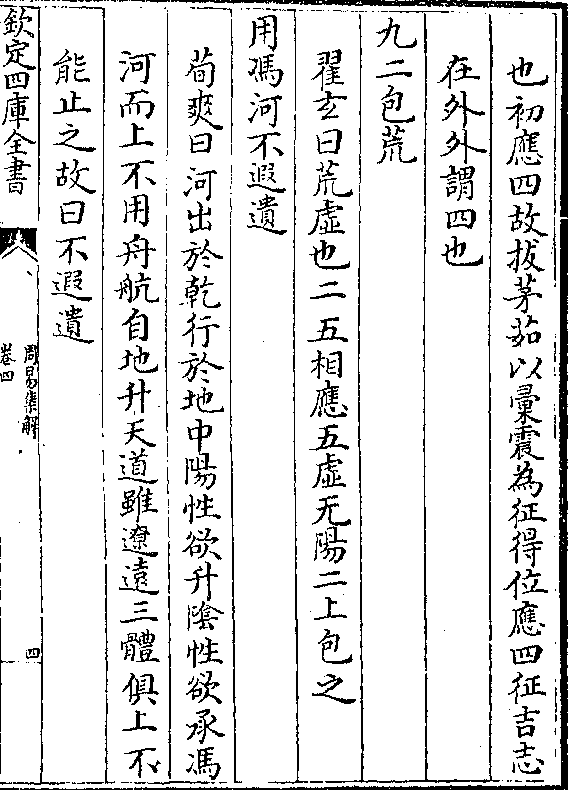 也初應四故拔茅茹以彚震為征得位應四征吉志
在外外謂四也
九二包荒
翟玄曰荒虛也二五相應五虛无陽二上包之
用馮河不遐遺
荀爽曰河出於乾行於地中陽性欲升陰性欲承馮
河而上不用舟航自地升天道雖遼遠三體俱上不
能止之故曰不遐遺
欽定四庫全書
周易集解
卷四
四